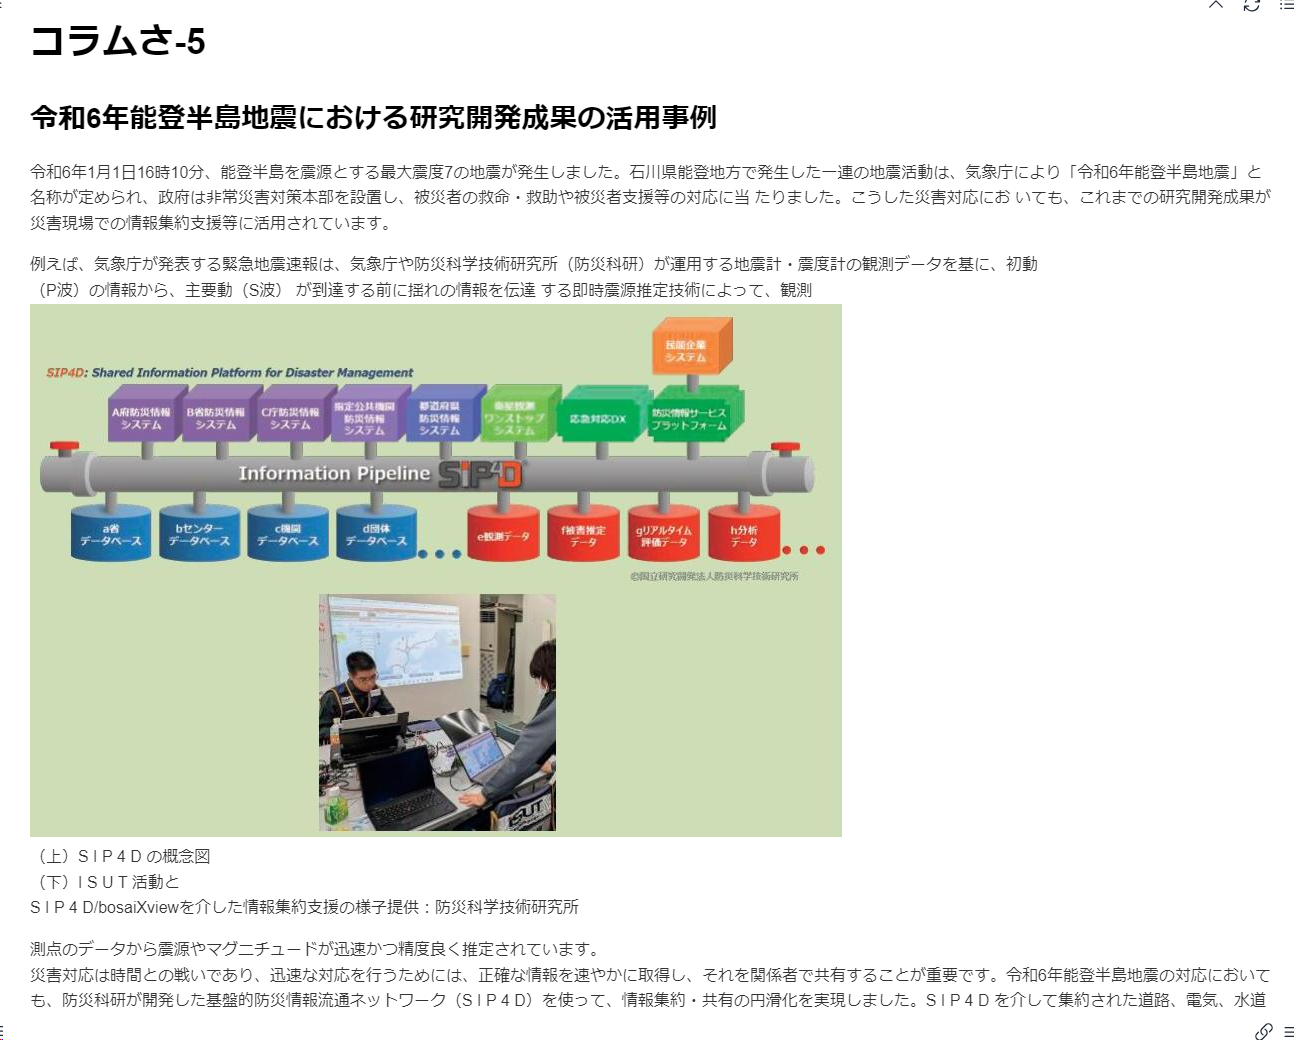 コラムさ-5
令和6年能登半島地震における研究開発成果の活用事例
令和6年1月1日16時10分、能登半島を震源とする最大震度7の地震が発生しました。石川県能登地方で発生した一連の地震活動は、気象庁により「令和6年能登半島地震」と
名称が定められ、政府は非常災害対策本部を設置し、被災者の救命・救助や被災者支援等の対応に当 たりました。こうした災害対応にお いても、これまでの研究開発成果が
災害現場での情報集約支援等に活用されています。
例えば、気象庁が発表する緊急地震速報は、気象庁や防災科学技術研究所（防災科研）が運用する地震計・震度計の観測データを基に、初動
（P波）の情報から、主要動（S波） が到達する前に揺れの情報を伝達 する即時震源推定技術によって、観測
民間企業
システム
SIP4D: Shared Information Platform for Disaster Management
A府防災情報
システム
B省防災情報
システム
C庁防災情報
システム
指定公共機関
防災情報
システム
都道府県
防災情報
システム
衛星観測
ワンストップ
システム
応急対応DX
防災情報サービス
プラットフォーム
Information Pipeline SIP4D
a省
データベース
bセンター
データベース
c機関
データベース
d団体
データベース
e観測データ
f被害推定
データ
gリアルタイム
評価データ
h分析
データ
©国立研究開発法人防災科学技術研究所
ISUT
（上）S I P 4 D の概念図
（下）I S U T 活動と
S I P 4 D/bosaiXviewを介した情報集約支援の様子提供：防災科学技術研究所
測点のデータから震源やマグニチュードが迅速かつ精度良く推定されています。
災害対応は時間との戦いであり、迅速な対応を行うためには、正確な情報を速やかに取得し、それを関係者で共有することが重要です。令和6年能登半島地震の対応において
も、防災科研が開発した基盤的防災情報流通ネットワーク（S I P 4 D）を使って、情報集約・共有の円滑化を実現しました。S I P 4 D を介して集約された道路、電気、水道